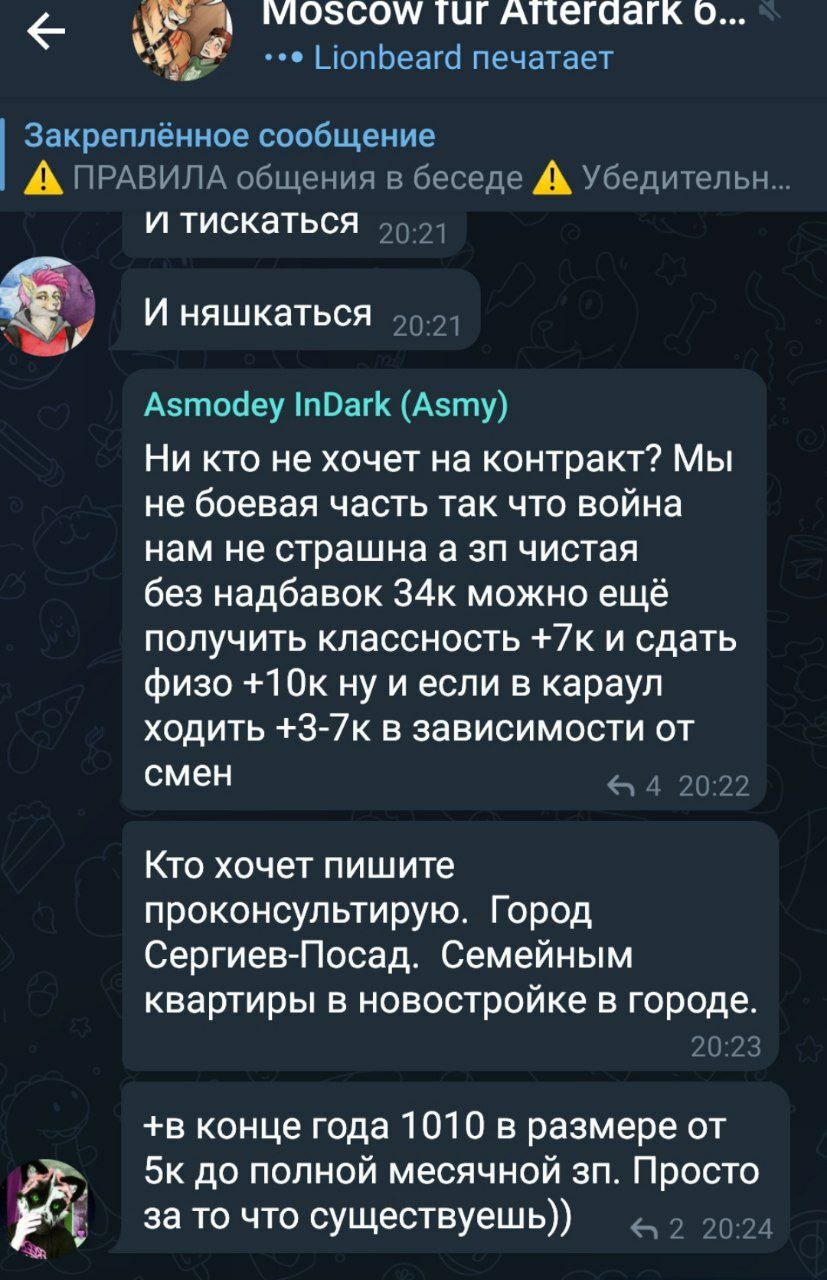 Moscow fur Afterdark б...
Lionbeard печатает
Закреплённое сообщение
⚠️ ПРАВИЛА общения в беседе ⚠️ Убедительн...
И тискаться 20:21
И няшкаться 20:21
Asmodey InDark (Asmy)
Ни кто не хочет на контракт? Мы
не боевая часть так что война
нам не страшна а зп чистая
без надбавок 34к можно ещё
получить классность +7к и сдать
физо +10к ну и если в караул
ходить +3-7к в зависимости от
смен 4 20:22
Кто хочет пишите
проконсультирую. Город
Сергиев-Посад. Семейным
квартиры в новостройке в городе.
20:23
+в конце года 1010 в размере от
5к до полной месячной зп. Просто
за то что существуешь)) 2 20:24